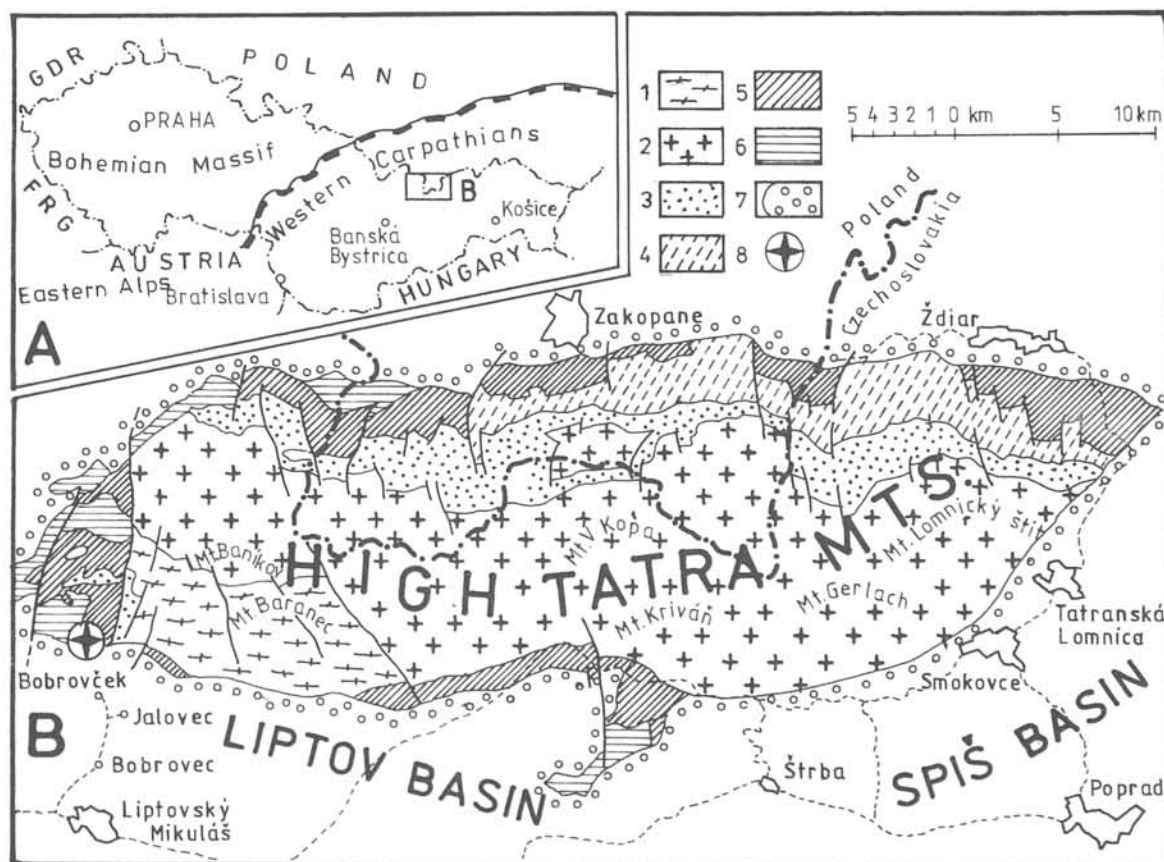 GDR
POLAND
PRAHA
Bohemian Massif
FRG
Western Carpathians
B
Košice
Banská
Bystrica
AUSTRIA
HUNGARY
Eastern Alps
Bratislava
A
1
2
3
4
5
6
7
8
5 4 3 2 1 0 km 5 10 km
Poland
Czechoslovakia
Zakopane
Ždiar
HIGH TATRA MTS.
Mt. Baníkov
Mt. Baranec
Mt. V. Kopa
Mt. Kriváň
Mt. Gerlach
Mt. Lomnický štít
Tatranská
Lomnica
Smokovce
Bobrovček
B
Jalovec
Bobrovec
Liptovský
Mikuláš
LIPTOV BASIN
Štrba
SPIŠ BASIN
Poprad